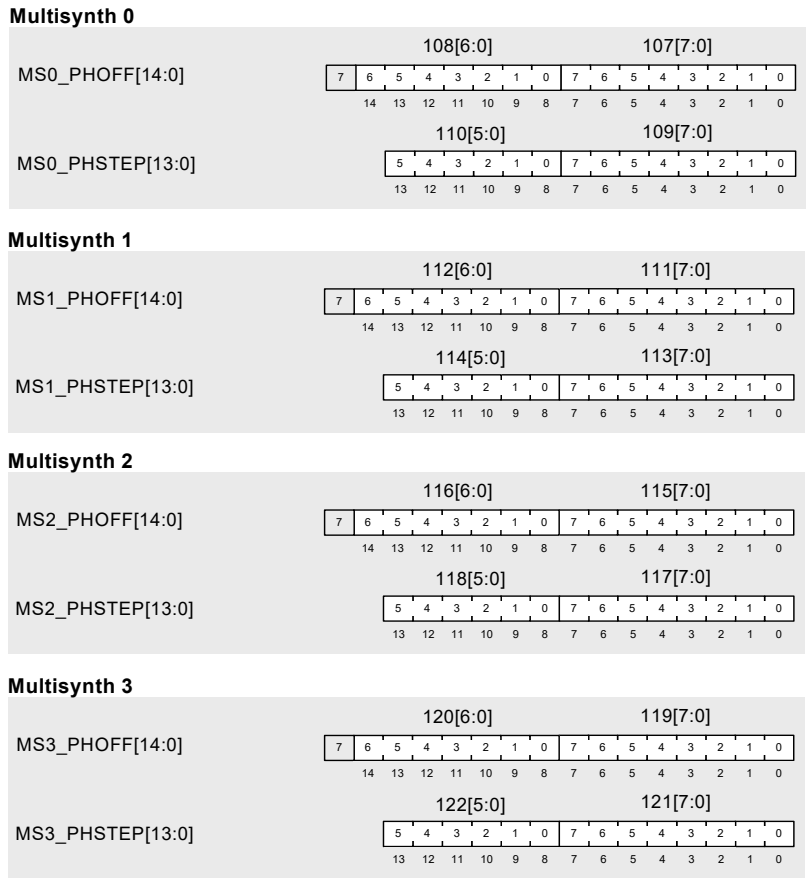 Multisynth 0
108[6:0] 107[7:0]
MS0_PHOFF[14:0] 7 6 5 4 3 2 1 0 7 6 5 4 3 2 1 0
14 13 12 11 10 9 8 7 6 5 4 3 2 1 0
110[5:0] 109[7:0]
MS0_PHSTEP[13:0] 5 4 3 2 1 0 7 6 5 4 3 2 1 0
13 12 11 10 9 8 7 6 5 4 3 2 1 0
Multisynth 1
112[6:0] 111[7:0]
MS1_PHOFF[14:0] 7 6 5 4 3 2 1 0 7 6 5 4 3 2 1 0
14 13 12 11 10 9 8 7 6 5 4 3 2 1 0
114[5:0] 113[7:0]
MS1_PHSTEP[13:0] 5 4 3 2 1 0 7 6 5 4 3 2 1 0
13 12 11 10 9 8 7 6 5 4 3 2 1 0
Multisynth 2
116[6:0] 115[7:0]
MS2_PHOFF[14:0] 7 6 5 4 3 2 1 0 7 6 5 4 3 2 1 0
14 13 12 11 10 9 8 7 6 5 4 3 2 1 0
118[5:0] 117[7:0]
MS2_PHSTEP[13:0] 5 4 3 2 1 0 7 6 5 4 3 2 1 0
13 12 11 10 9 8 7 6 5 4 3 2 1 0
Multisynth 3
120[6:0] 119[7:0]
MS3_PHOFF[14:0] 7 6 5 4 3 2 1 0 7 6 5 4 3 2 1 0
14 13 12 11 10 9 8 7 6 5 4 3 2 1 0
122[5:0] 121[7:0]
MS3_PHSTEP[13:0] 5 4 3 2 1 0 7 6 5 4 3 2 1 0
13 12 11 10 9 8 7 6 5 4 3 2 1 0